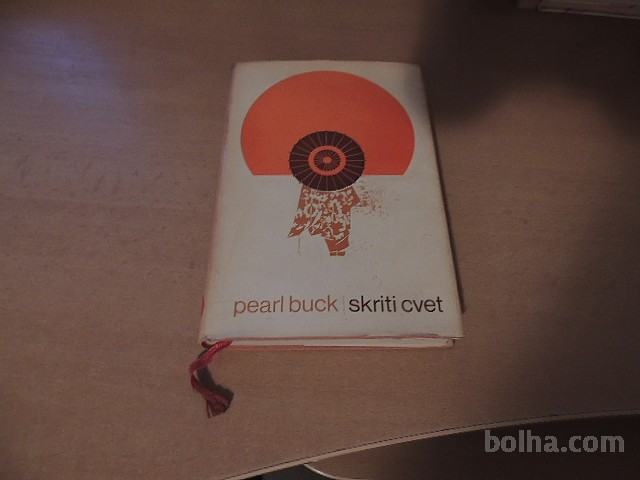 pearl buck | skriti cvet
bolha.com